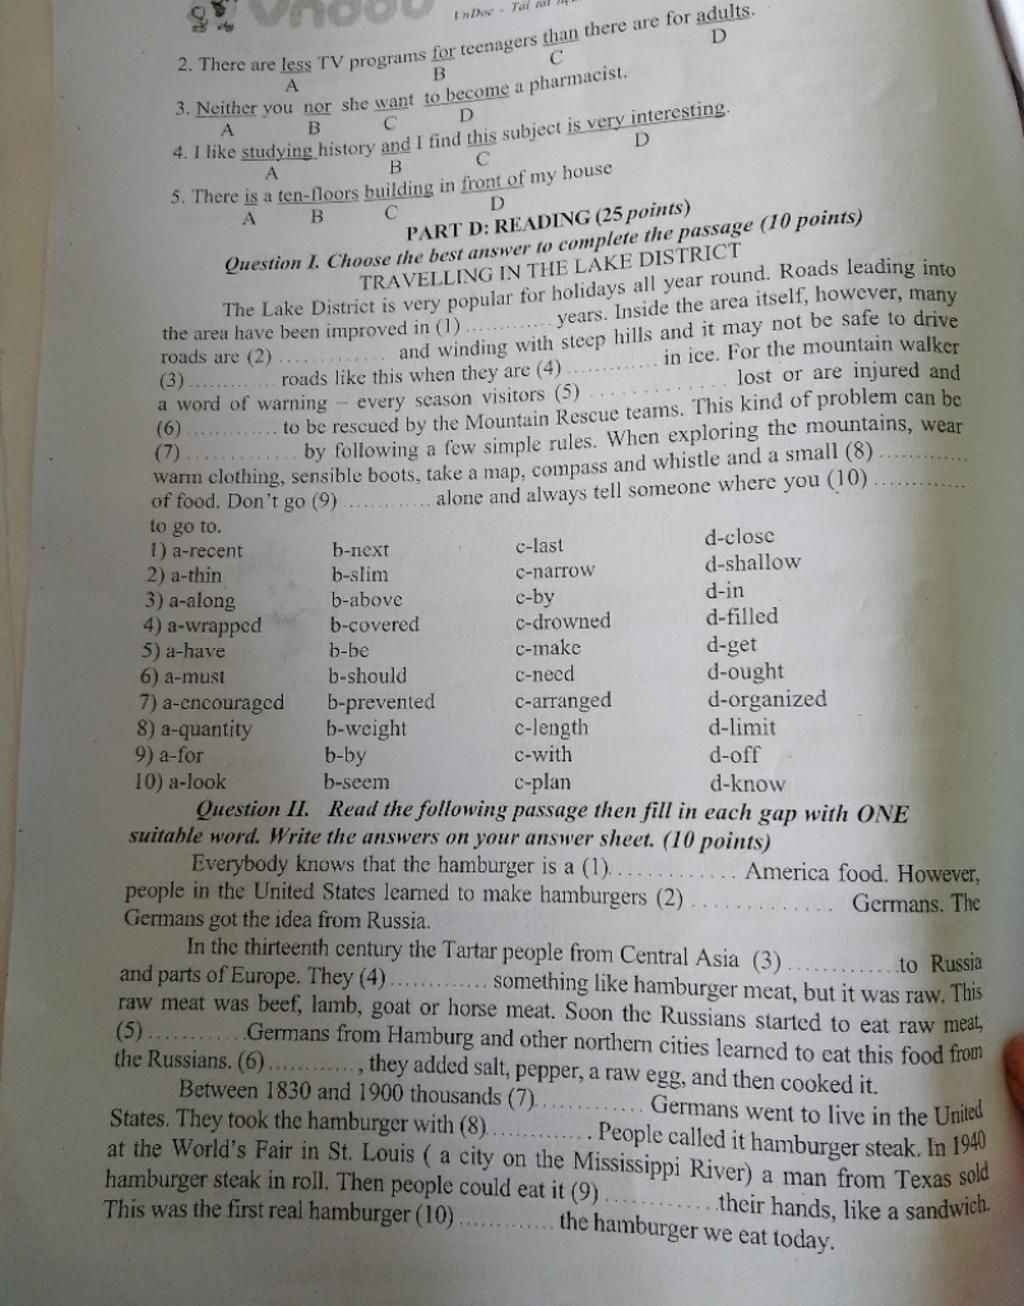 VnDoc
VnDoc - Tải tài
2. There are less TV programs for teenagers than there are for adults.
A B C D
3. Neither you nor she want to become a pharmacist.
A B C D
4. I like studying history and I find this subject is very interesting.
A B C D
5. There is a ten-floors building in front of my house
A B C D
PART D: READING (25 points)
Question I. Choose the best answer to complete the passage (10 points)
TRAVELLING IN THE LAKE DISTRICT
The Lake District is very popular for holidays all year round. Roads leading into
the area have been improved in (1) ............ years. Inside the area itself, however, many
roads are (2) ............... and winding with steep hills and it may not be safe to drive
(3) ............ roads like this when they are (4) ............. in ice. For the mountain walker
a word of warning – every season visitors (5) .................. lost or are injured and
(6) ............. to be rescued by the Mountain Rescue teams. This kind of problem can be
(7) ................ by following a few simple rules. When exploring the mountains, wear
warm clothing, sensible boots, take a map, compass and whistle and a small (8) .............
of food. Don't go (9) ............. alone and always tell someone where you (10) .............
to go to.
1) a-recent b-next c-last d-close
2) a-thin b-slim c-narrow d-shallow
3) a-along b-above c-by d-in
4) a-wrapped b-covered c-drowned d-filled
5) a-have b-be c-make d-get
6) a-must b-should c-need d-ought
7) a-encouraged b-prevented c-arranged d-organized
8) a-quantity b-weight c-length d-limit
9) a-for b-by c-with d-off
10) a-look b-seem c-plan d-know
Question II. Read the following passage then fill in each gap with ONE
suitable word. Write the answers on your answer sheet. (10 points)
Everybody knows that the hamburger is a (1)............. America food. However,
people in the United States learned to make hamburgers (2) ............. Germans. The
Germans got the idea from Russia.
In the thirteenth century the Tartar people from Central Asia (3) ............to Russia
and parts of Europe. They (4)............. something like hamburger meat, but it was raw. This
raw meat was beef, lamb, goat or horse meat. Soon the Russians started to eat raw meat,
(5) .............Germans from Hamburg and other northern cities learned to eat this food from
the Russians. (6)............, they added salt, pepper, a raw egg, and then cooked it.
Between 1830 and 1900 thousands (7).............. Germans went to live in the United
States. They took the hamburger with (8)............. People called it hamburger steak. In 1940
at the World's Fair in St. Louis ( a city on the Mississippi River) a man from Texas sold
hamburger steak in roll. Then people could eat it (9) ...............their hands, like a sandwich.
This was the first real hamburger (10) ............. the hamburger we eat today.